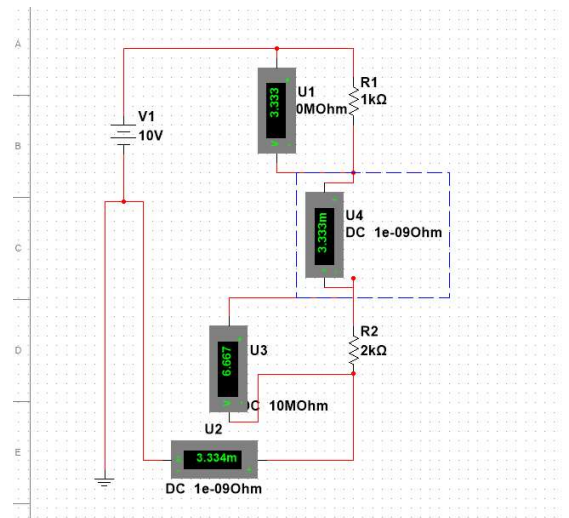 A
B
C
D
E
V1
10V
U1
0MOhm
3.333
V
R1
1kΩ
U4
DC 1e-09Ohm
3.333m
R2
2kΩ
U3
6.667
V
DC 10MOhm
U2
3.334m
DC 1e-09Ohm